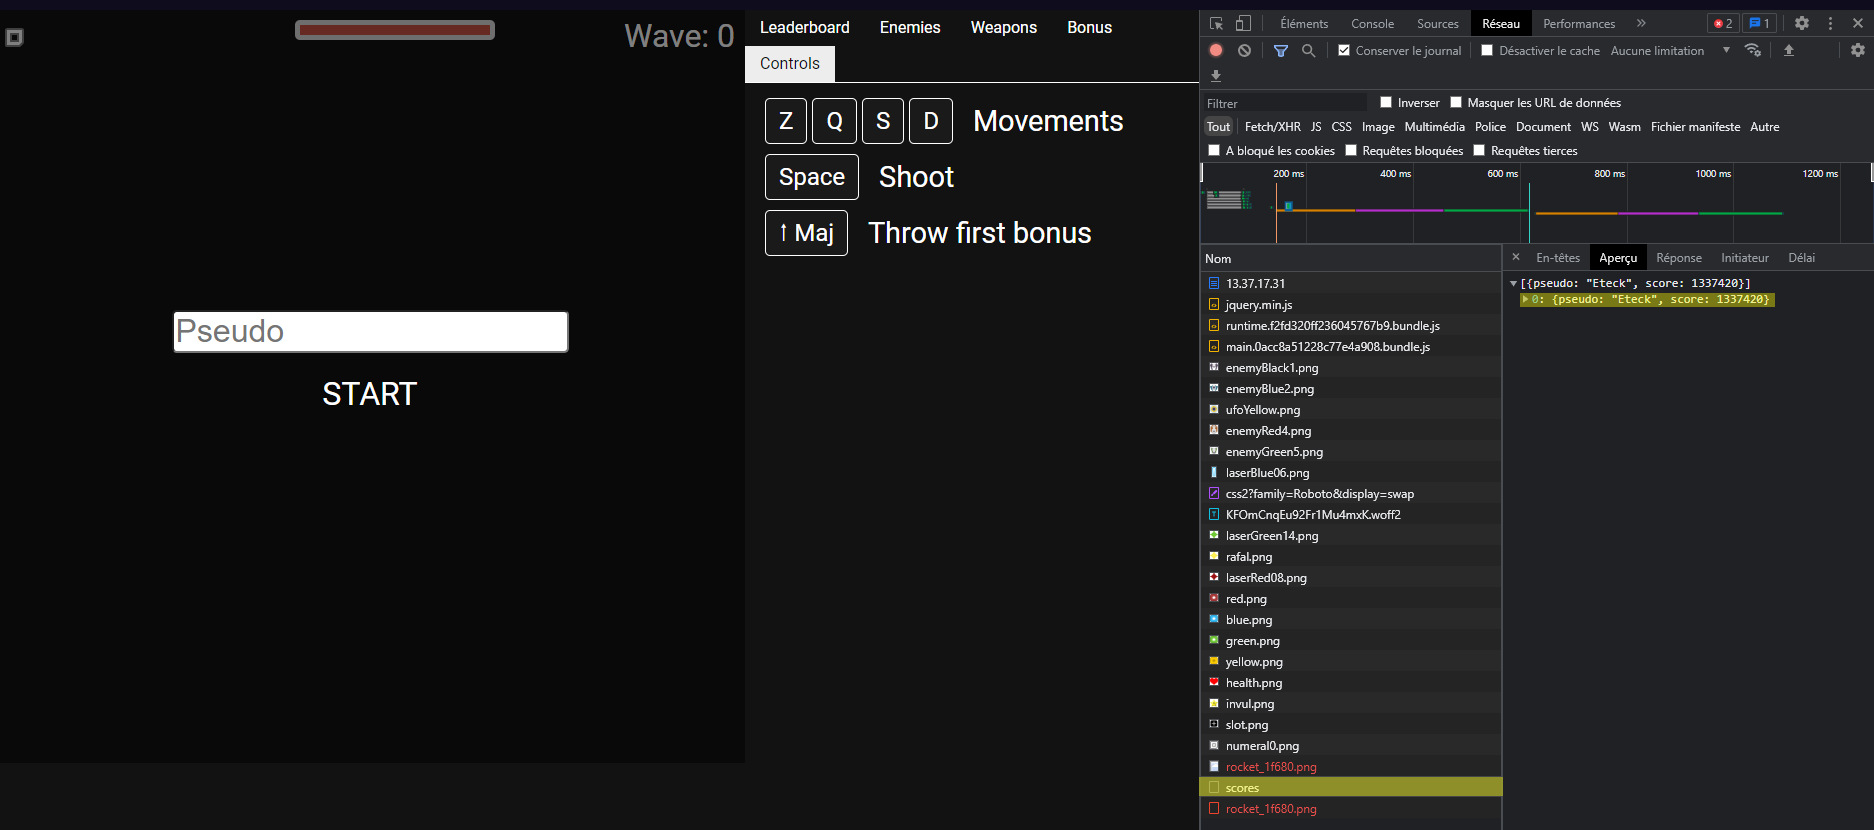 Wave: 0
Pseudo
START
Leaderboard Enemies Weapons Bonus
Controls
Z Q S D Movements
Space Shoot
↑ Maj Throw first bonus
Éléments Console Sources Réseau Performances » 2 1
Conserver le journal Désactiver le cache Aucune limitation
Filtrer Inverser Masquer les URL de données
Tout Fetch/XHR JS CSS Image Multimédia Police Document WS Wasm Fichier manifeste Autre
A bloqué les cookies Requêtes bloquées Requêtes tierces
200 ms 400 ms 600 ms 800 ms 1000 ms 1200 ms
Nom
13.37.17.31
jquery.min.js
runtime.f2fd320ff236045767b9.bundle.js
main.0acc8a51228c77e4a908.bundle.js
enemyBlack1.png
enemyBlue2.png
ufoYellow.png
enemyRed4.png
enemyGreen5.png
laserBlue06.png
css2?family=Roboto&display=swap
KFOmCnqEu92Fr1Mu4mxK.woff2
laserGreen14.png
rafal.png
laserRed08.png
red.png
blue.png
green.png
yellow.png
health.png
invul.png
slot.png
numeral0.png
rocket_1f680.png
scores
rocket_1f680.png
× En-têtes Aperçu Réponse Initiateur Délai
[{pseudo: "Eteck", score: 1337420}]
0: {pseudo: "Eteck", score: 1337420}